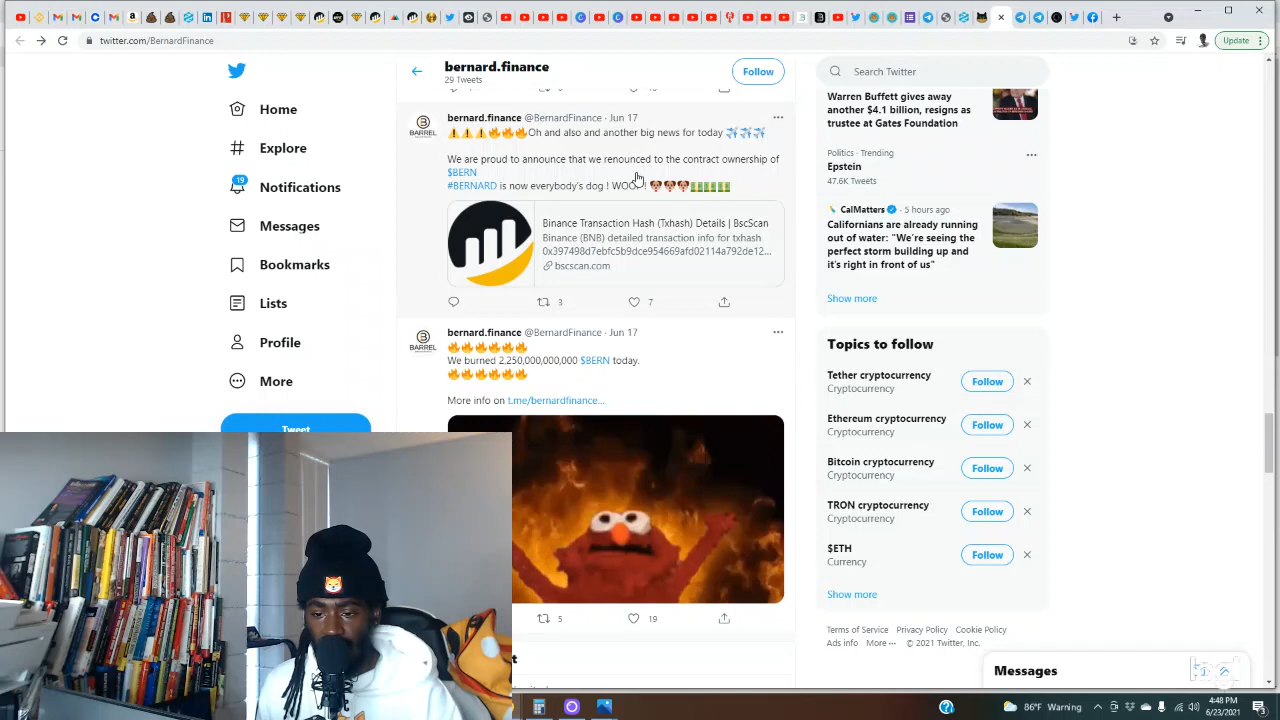 Update
twitter.com/BernardFinance
bernard.finance
29 Tweets
Follow
Search Twitter
Home
Explore
19
Notifications
Messages
Bookmarks
Lists
Profile
More
Tweet
BARREL
bernard.finance @BernardFinance · Jun 17
⚠️⚠️⚠️🔥🔥🔥Oh and also and another big news for today ✈️✈️✈️
We are proud to announce that we renounced to the contract ownership of
$BERN
#BERNARD is now everybody's dog ! WOO
Binance Transaction Hash (Txhash) Details | BscScan
Binance (BNB) detailed transaction info for txhash
0x397498d7ebfc5b9dce954669afd02114a792de12...
bscscan.com
3
7
BARREL
bernard.finance @BernardFinance · Jun 17
🔥🔥🔥🔥🔥🔥
We burned 2,250,000,000,000 $BERN today.
🔥🔥🔥🔥🔥🔥
More info on t.me/bernardfinance...
5
19
Warren Buffett gives away
another $4.1 billion, resigns as
trustee at Gates Foundation
Politics · Trending
Epstein
47.6K Tweets
CalMatters · 5 hours ago
Californians are already running
out of water: "We're seeing the
perfect storm building up and
it's right in front of us"
Show more
Topics to follow
Tether cryptocurrency
Cryptocurrency
Follow
Ethereum cryptocurrency
Cryptocurrency
Follow
Bitcoin cryptocurrency
Cryptocurrency
Follow
TRON cryptocurrency
Cryptocurrency
Follow
$ETH
Currency
Follow
Show more
Terms of Service Privacy Policy Cookie Policy
Ads info More ··· © 2021 Twitter, Inc.
Messages
86°F Warning
4:48 PM
6/23/2021